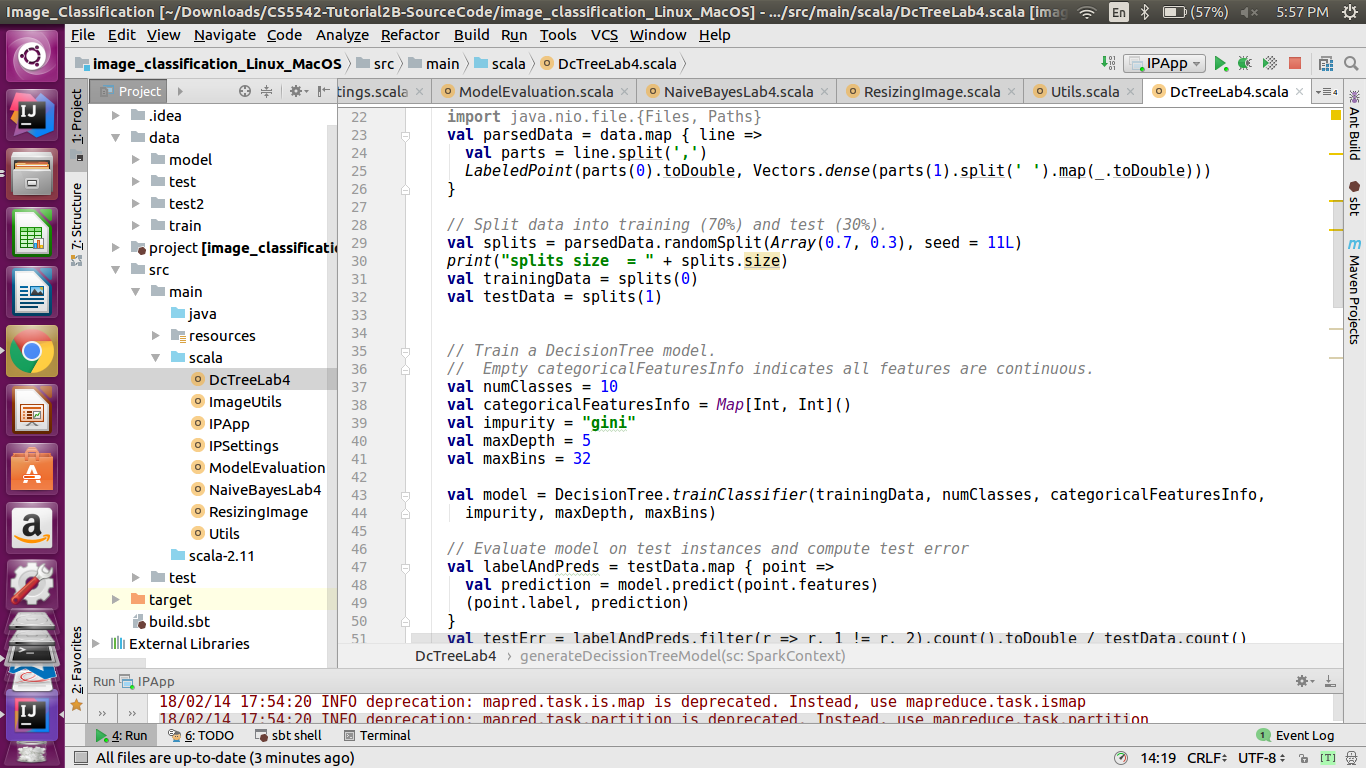 Image_Classification [~/Downloads/CS5542-Tutorial2B-SourceCode/image_classification_Linux_MacOS] - .../src/main/scala/DcTreeLab4.scala [imag
En (57%) 5:57 PM
File Edit View Navigate Code Analyze Refactor Build Run Tools VCS Window Help
image_classification_Linux_MacOS src main scala DcTreeLab4.scala IPApp
Project
tings.scala ModelEvaluation.scala NaiveBayesLab4.scala ResizingImage.scala Utils.scala DcTreeLab4.scala 4
1: Project
7: Structure
2: Favorites
.idea
data
model
test
test2
train
project [image_classificatio
src
main
java
resources
scala
DcTreeLab4
ImageUtils
IPApp
IPSettings
ModelEvaluation
NaiveBayesLab4
ResizingImage
Utils
scala-2.11
test
target
build.sbt
External Libraries
22 import java.nio.file.{Files, Paths}
23 val parsedData = data.map { line =>
24 val parts = line.split(',')
25 LabeledPoint(parts(0).toDouble, Vectors.dense(parts(1).split(' ').map(_.toDouble)))
26 }
27
28 // Split data into training (70%) and test (30%).
29 val splits = parsedData.randomSplit(Array(0.7, 0.3), seed = 11L)
30 print("splits size  = " + splits.size)
31 val trainingData = splits(0)
32 val testData = splits(1)
33
34
35 // Train a DecisionTree model.
36 //  Empty categoricalFeaturesInfo indicates all features are continuous.
37 val numClasses = 10
38 val categoricalFeaturesInfo = Map[Int, Int]()
39 val impurity = "gini"
40 val maxDepth = 5
41 val maxBins = 32
42
43 val model = DecisionTree.trainClassifier(trainingData, numClasses, categoricalFeaturesInfo,
44 impurity, maxDepth, maxBins)
45
46 // Evaluate model on test instances and compute test error
47 val labelAndPreds = testData.map { point =>
48 val prediction = model.predict(point.features)
49 (point.label, prediction)
50 }
51 val testErr = labelAndPreds.filter(r => r._1 != r._2).count().toDouble / testData.count()
DcTreeLab4 generateDecissionTreeModel(sc: SparkContext)
Ant Build
sbt
m Maven Projects
Run IPApp
18/02/14 17:54:20 INFO deprecation: mapred.task.is.map is deprecated. Instead, use mapreduce.task.ismap
18/02/14 17:54:20 INFO deprecation: mapred.task.partition is deprecated. Instead, use mapreduce.task.partition
4: Run 6: TODO sbt shell Terminal 1 Event Log
All files are up-to-date (3 minutes ago) 14:19 CRLF UTF-8 [T]